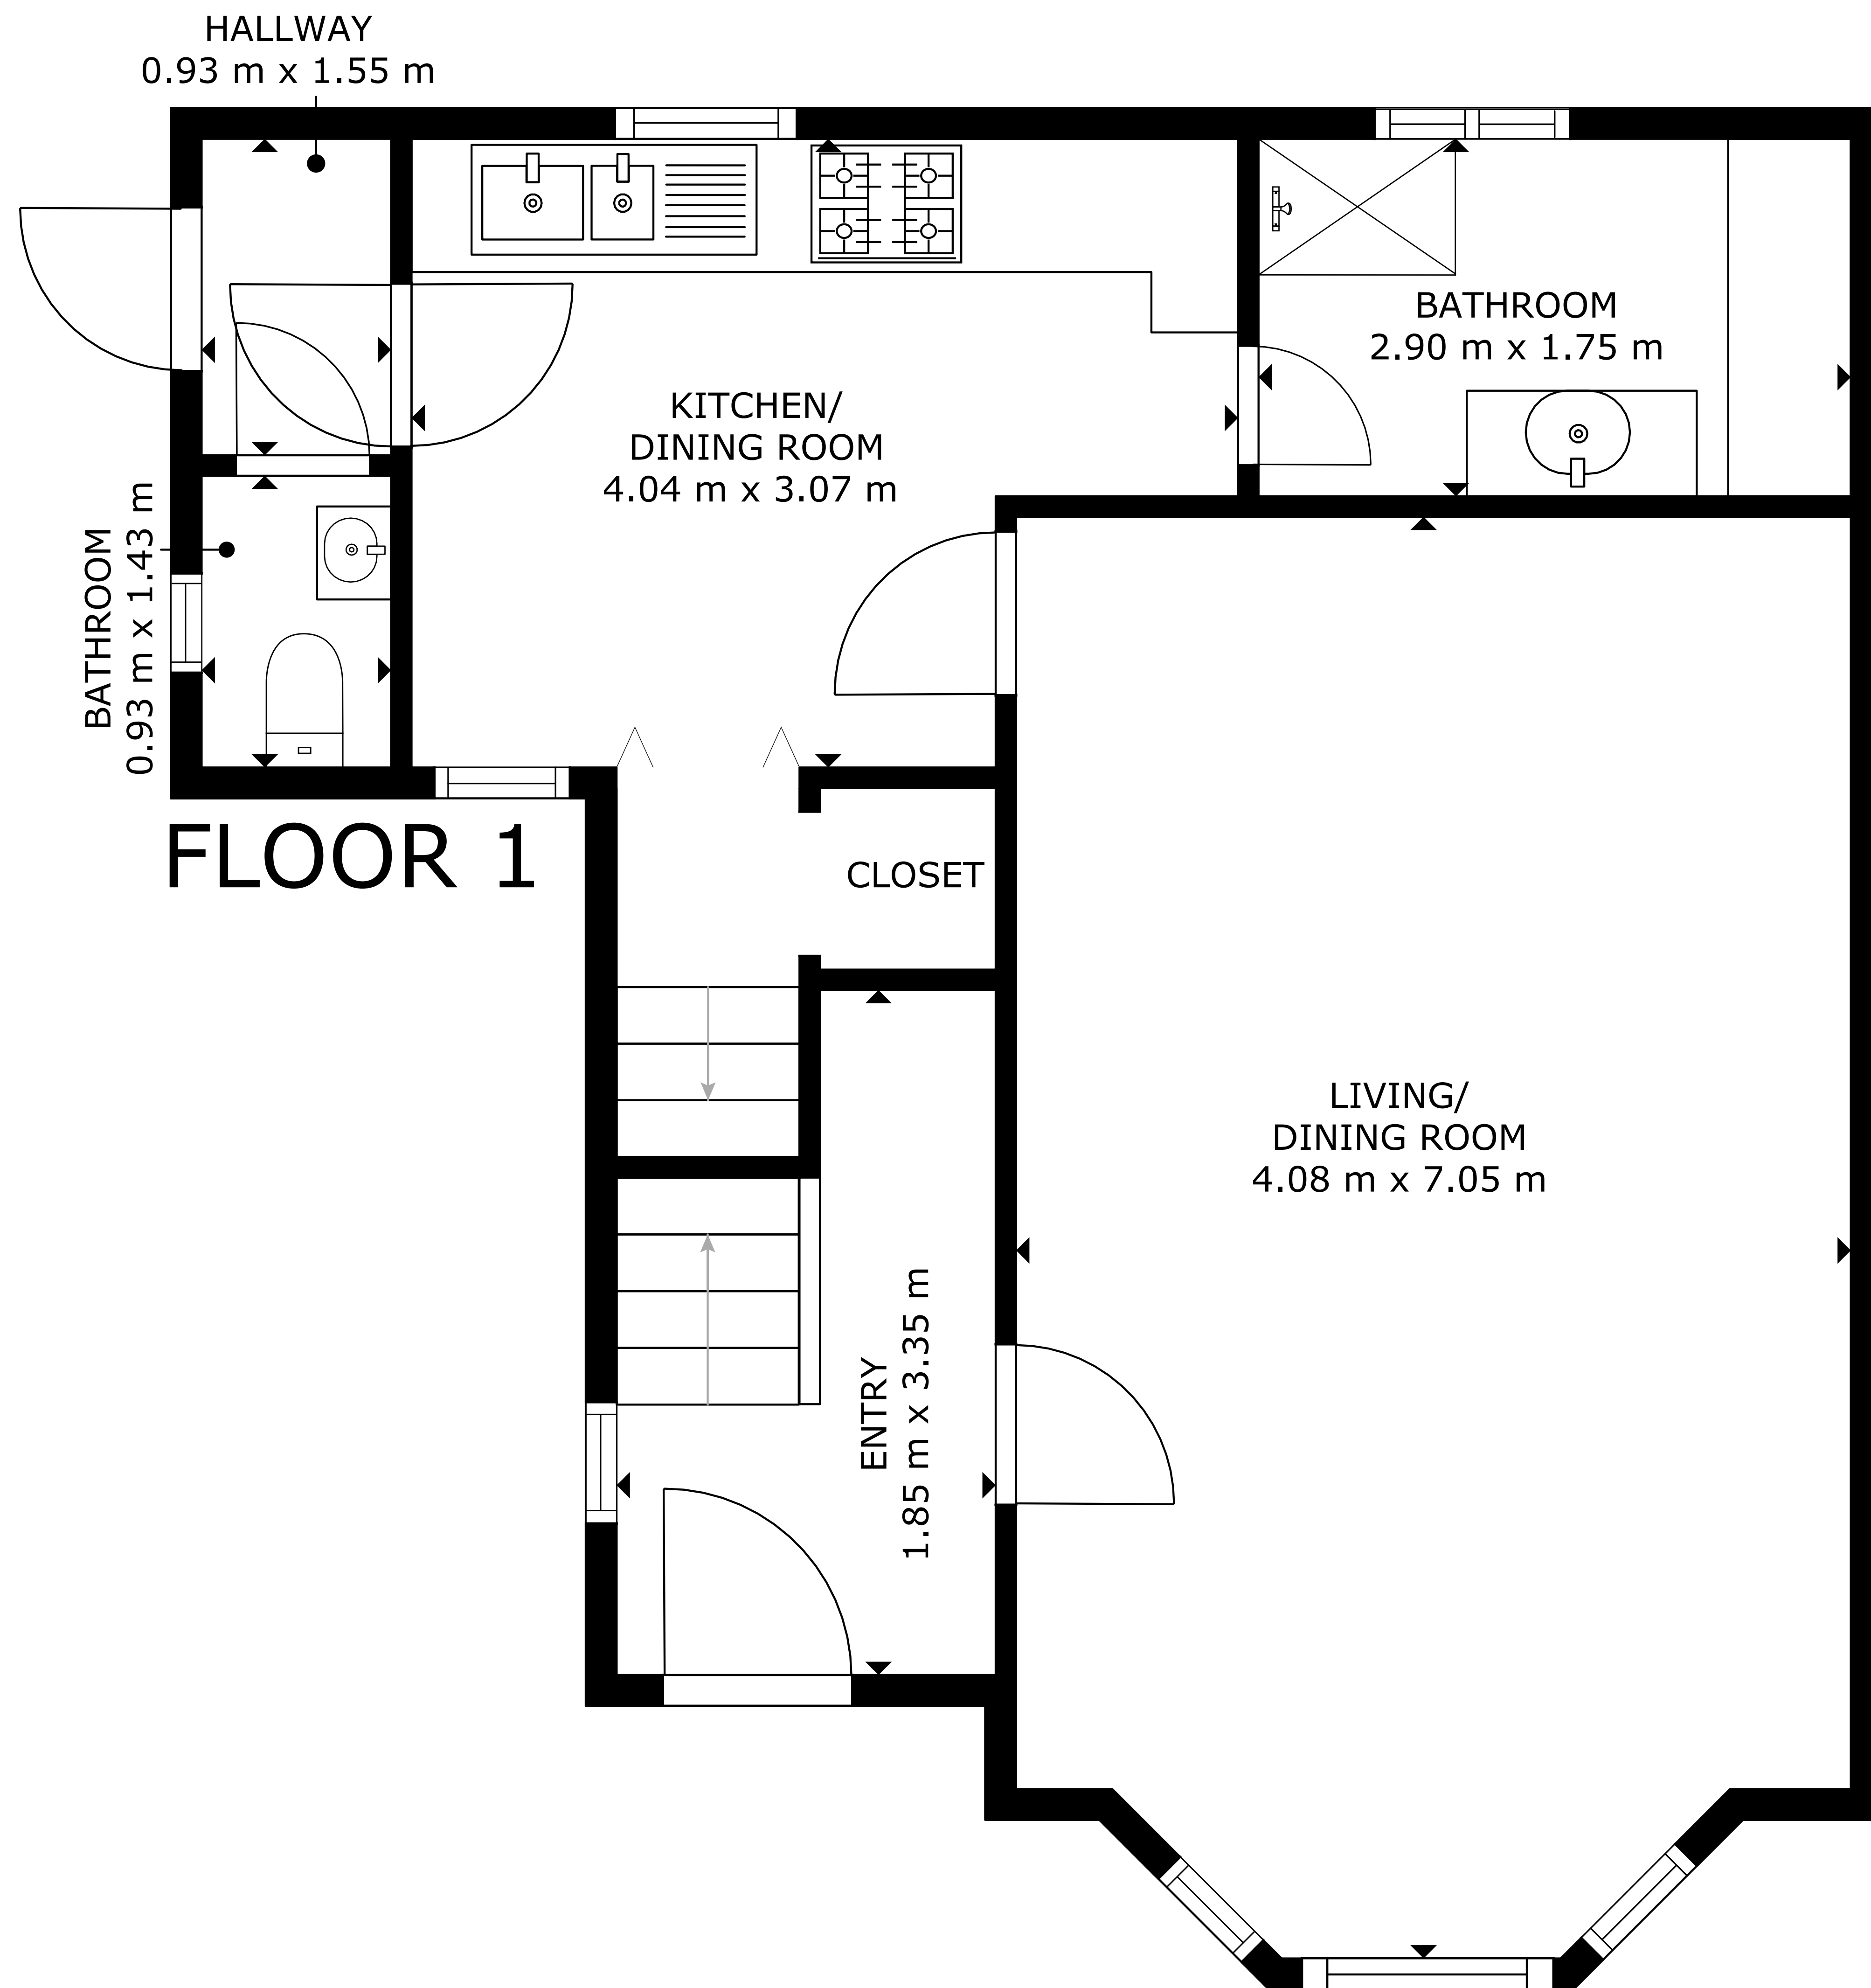 HALLWAY
0.93 m x 1.55 m
BATHROOM
2.90 m x 1.75 m
KITCHEN/
DINING ROOM
4.04 m x 3.07 m
BATHROOM
0.93 m x 1.43 m
FLOOR 1
CLOSET
LIVING/
DINING ROOM
4.08 m x 7.05 m
ENTRY
1.85 m x 3.35 m